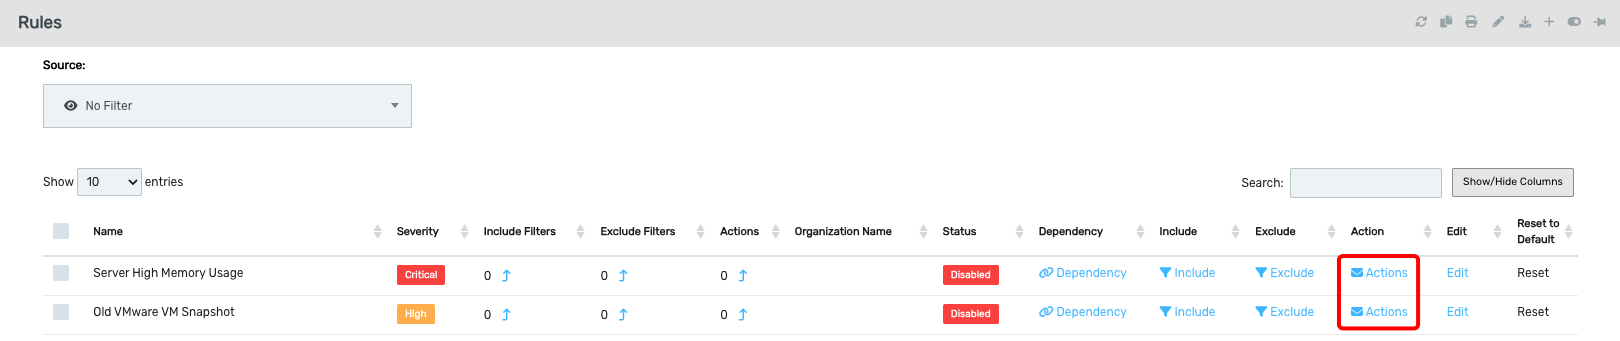 Rules
Source:
No Filter
Show 10 entries
Search:
Show/Hide Columns
Name Severity Include Filters Exclude Filters Actions Organization Name Status Dependency Include Exclude Action Edit Reset to Default
Server High Memory Usage Critical 0 0 0 Disabled Dependency Include Exclude Actions Edit Reset
Old VMware VM Snapshot High 0 0 0 Disabled Dependency Include Exclude Actions Edit Reset